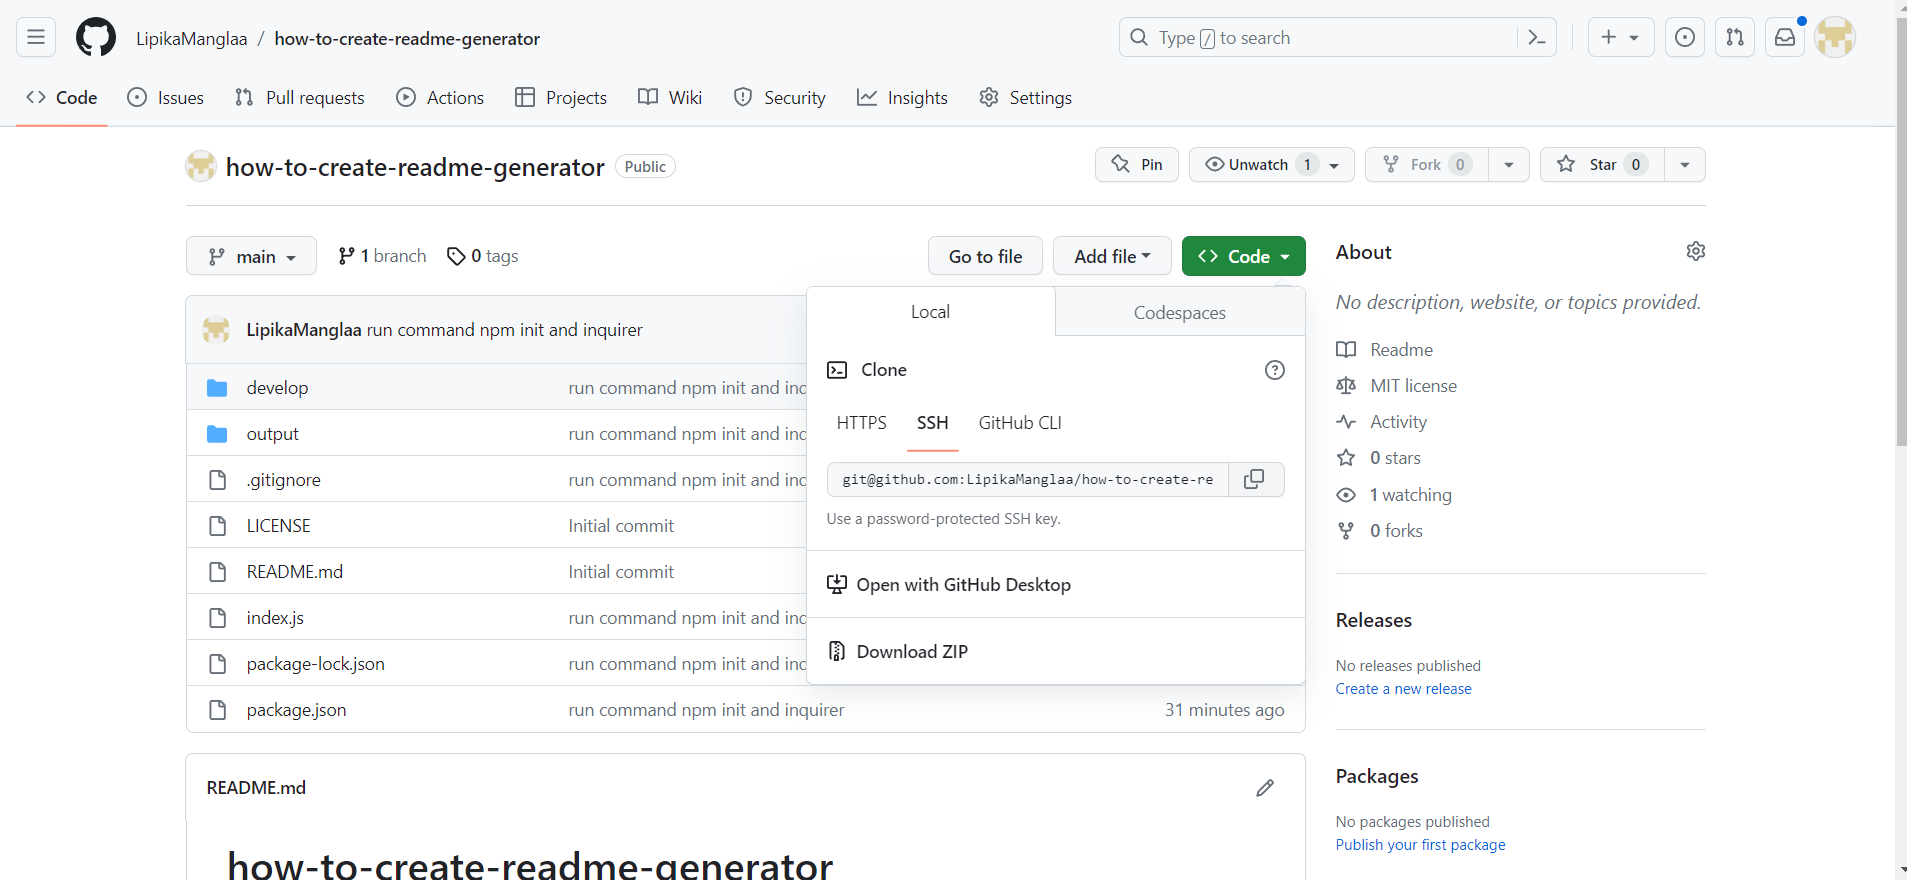 LipikaManglaa / how-to-create-readme-generator
Type / to search
Code Issues Pull requests Actions Projects Wiki Security Insights Settings
how-to-create-readme-generator Public
Pin Unwatch 1 Fork 0 Star 0
main 1 branch 0 tags Go to file Add file Code
About
No description, website, or topics provided.
Readme
MIT license
Activity
0 stars
1 watching
0 forks
Releases
No releases published
Create a new release
Packages
No packages published
Publish your first package
LipikaManglaa run command npm init and inquirer
develop run command npm init and inq
output run command npm init and inq
.gitignore run command npm init and inq
LICENSE Initial commit
README.md Initial commit
index.js run command npm init and inq
package-lock.json run command npm init and inq
package.json run command npm init and inquirer 31 minutes ago
Local Codespaces
Clone
HTTPS SSH GitHub CLI
git@github.com:LipikaManglaa/how-to-create-re
Use a password-protected SSH key.
Open with GitHub Desktop
Download ZIP
README.md
how-to-create-readme-generator